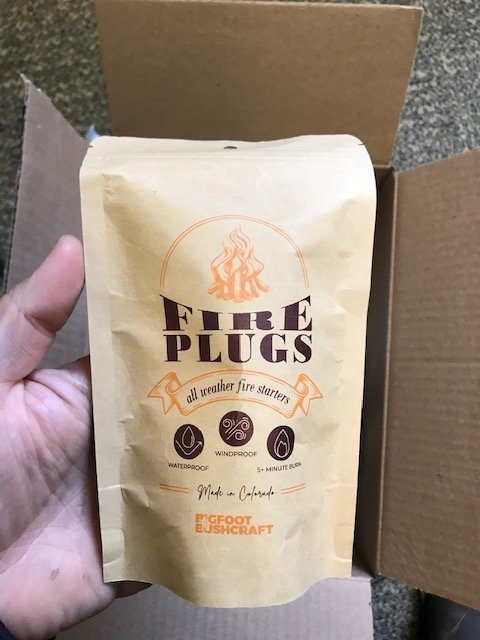 FIRE
PLUGS
all weather fire starters
WATERPROOF
WINDPROOF
5+ MINUTE BURN
Made in Colorado
BIGFOOT
BUSHCRAFT